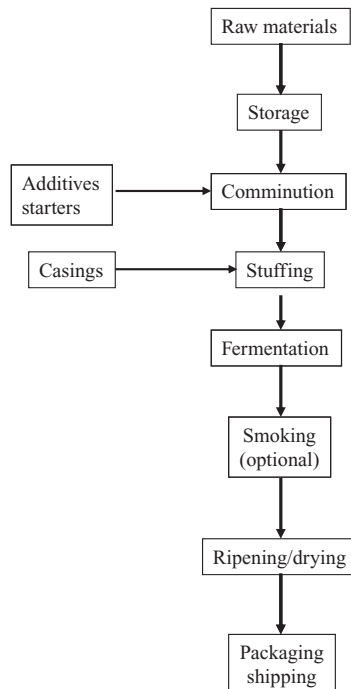 Raw materials
Storage
Additives
starters
Comminution
Casings
Stuffing
Fermentation
Smoking
(optional)
Ripening/drying
Packaging
shipping